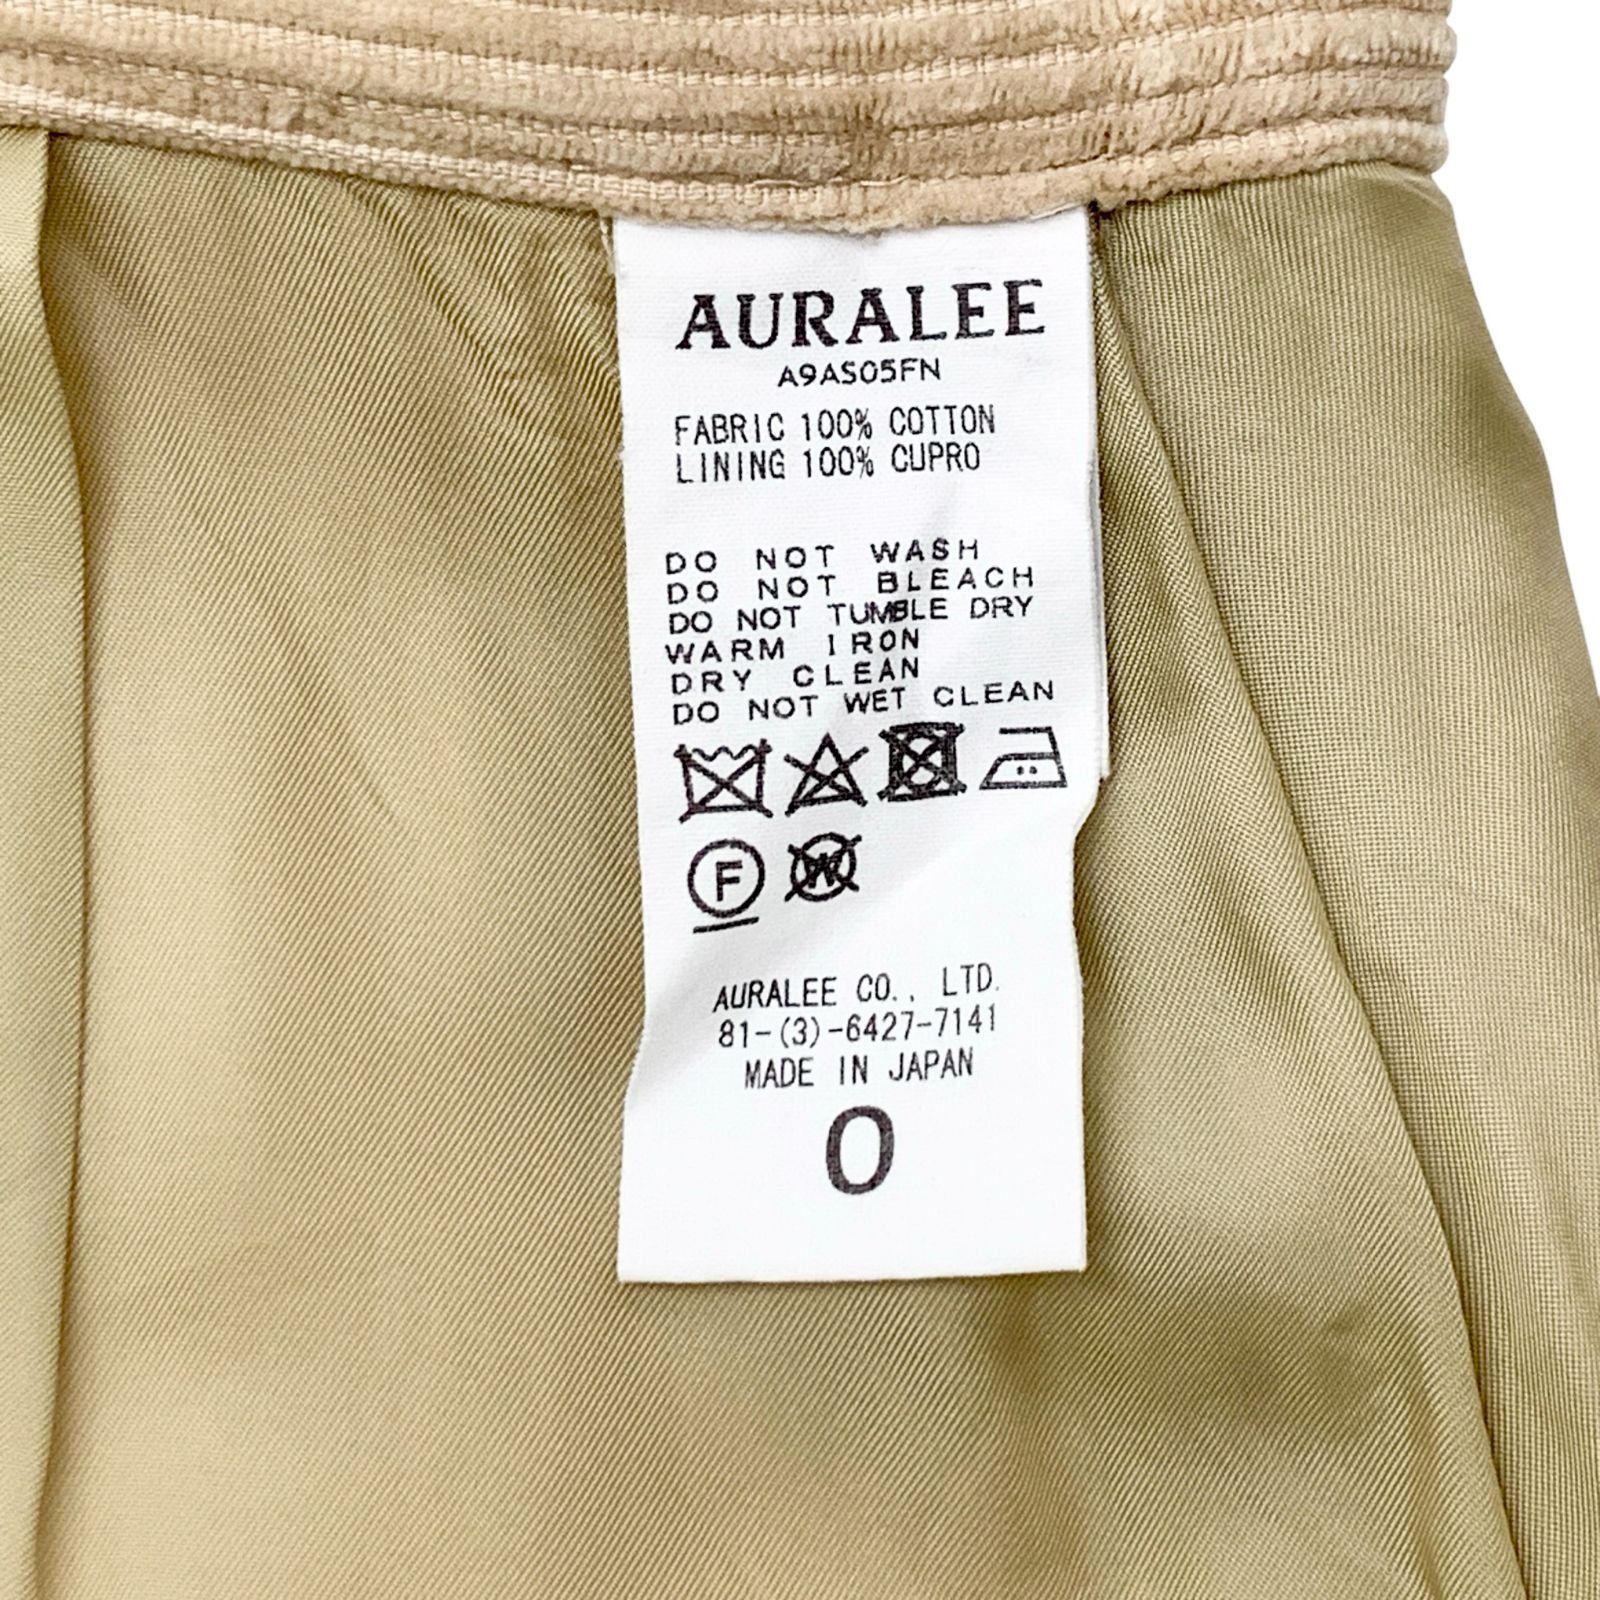 AURALEE
A9AS05FN
FABRIC 100% COTTON
LINING 100% CUPRO
DO NOT WASH
DO NOT BLEACH
DO NOT TUMBLE DRY
WARM IRON
DRY CLEAN
DO NOT WET CLEAN
F W
AURALEE CO., LTD.
81-(3)-6427-7141
MADE IN JAPAN
0